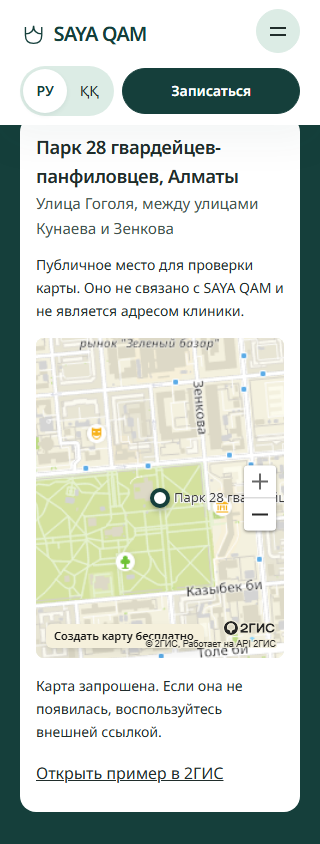 SAYA QAM
РУ ҚҚ Записаться
Парк 28 гвардейцев-
панфиловцев, Алматы
Улица Гоголя, между улицами
Кунаева и Зенкова
Публичное место для проверки
карты. Оно не связано с SAYA QAM и
не является адресом клиники.
рынок "Зеленый базар"
Зенкова
Парк 28 гва
Казыбек би
2ГИС
Создать карту бесплатно
© 2ГИС, Работает на API 2ГИС
Толе би
Карта запрошена. Если она не
появилась, воспользуйтесь
внешней ссылкой.
Открыть пример в 2ГИС